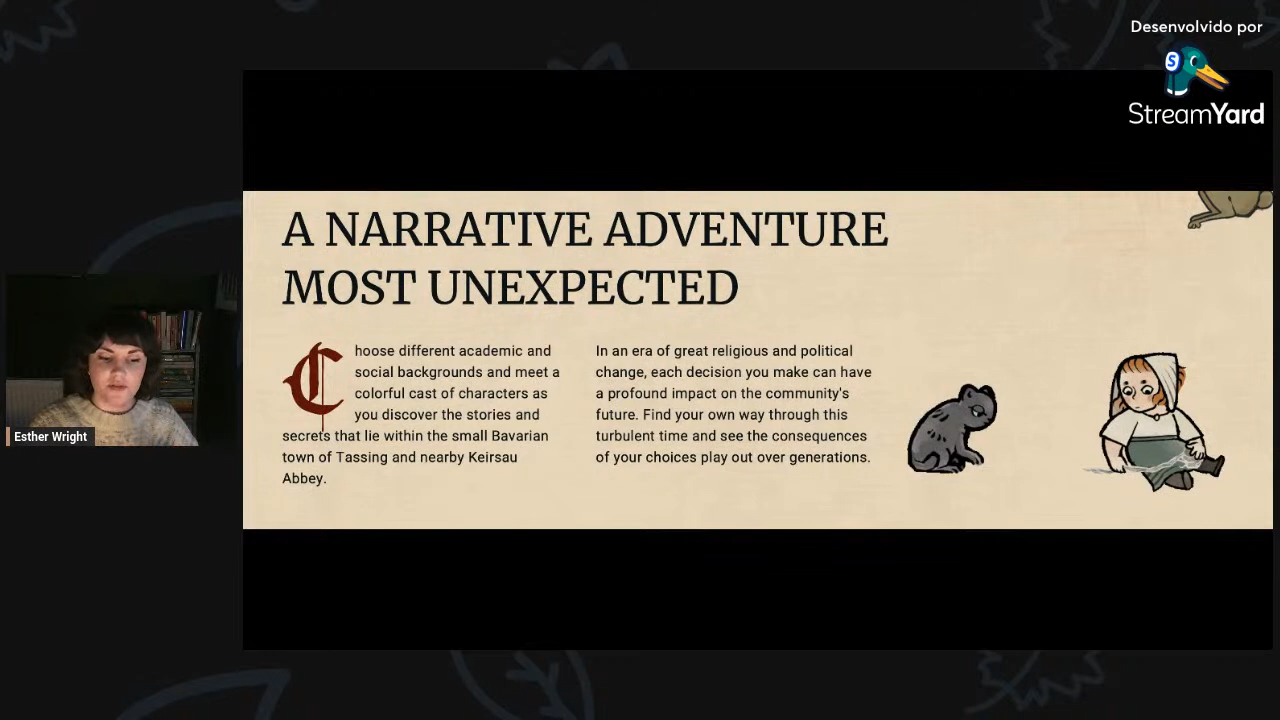 Desenvolvido por
StreamYard
A NARRATIVE ADVENTURE
MOST UNEXPECTED
Choose different academic and
social backgrounds and meet a
colorful cast of characters as
you discover the stories and
secrets that lie within the small Bavarian
town of Tassing and nearby Keirsau
Abbey.
In an era of great religious and political
change, each decision you make can have
a profound impact on the community's
future. Find your own way through this
turbulent time and see the consequences
of your choices play out over generations.
Esther Wright